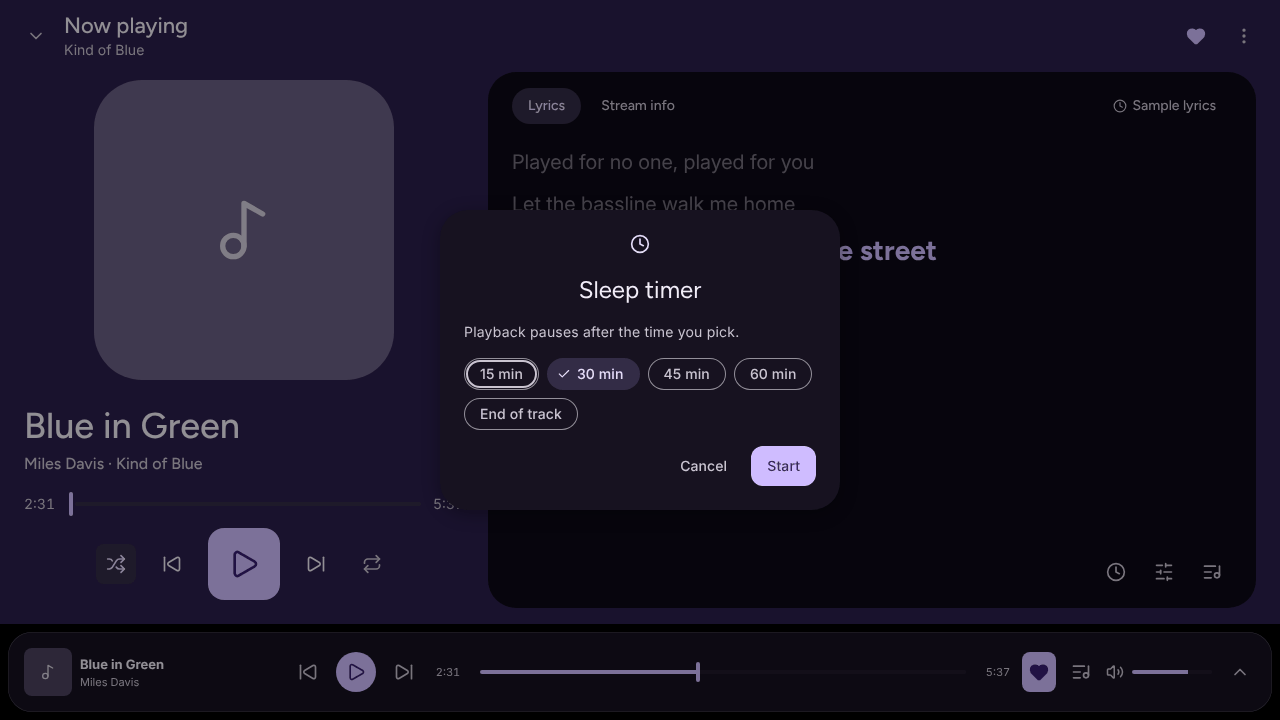 Now playing
Kind of Blue
Lyrics
Stream info
Sample lyrics
Played for no one, played for you
Let the bassline walk me home
e street
Sleep timer
Playback pauses after the time you pick.
15 min
30 min
45 min
60 min
End of track
Cancel
Start
Blue in Green
Miles Davis · Kind of Blue
2:31
Blue in Green
Miles Davis
2:31
5:37